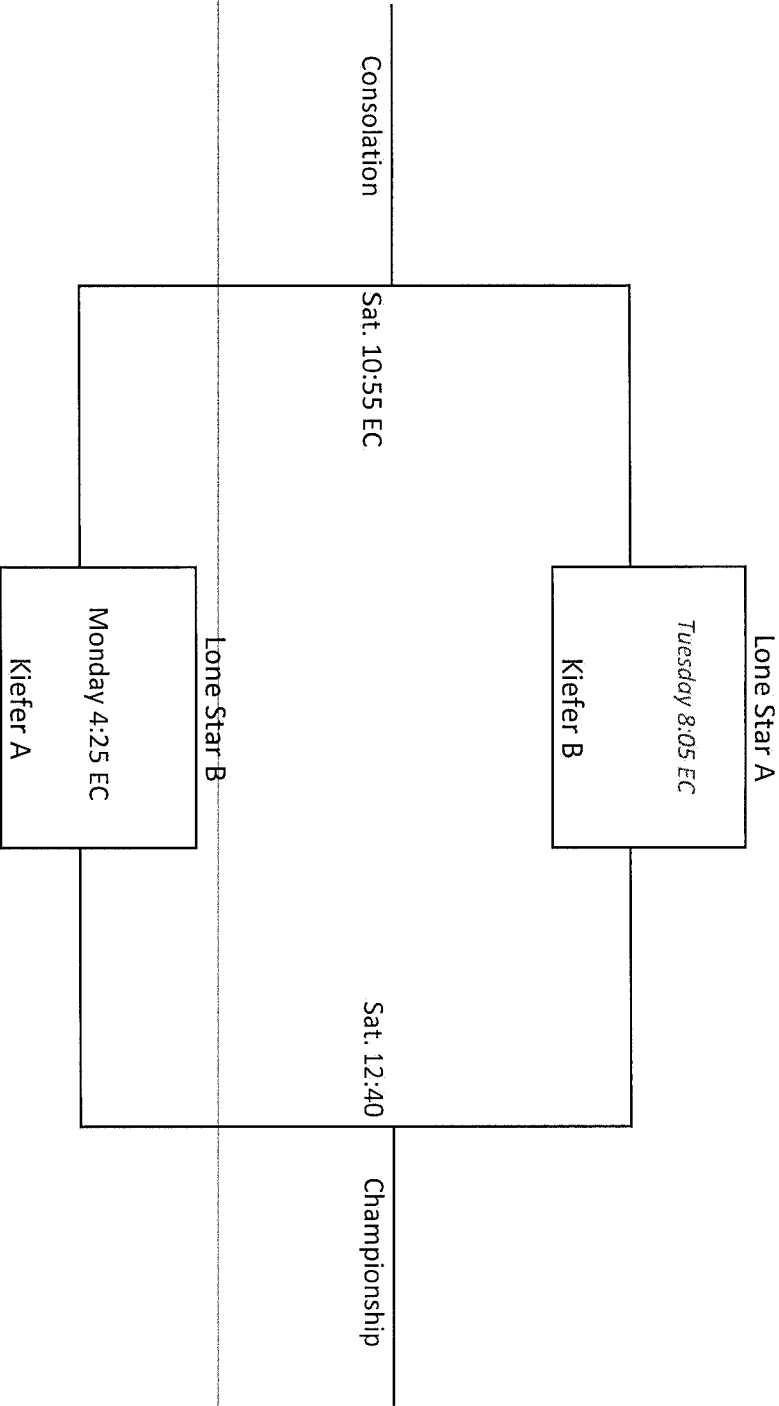 Lone Star A
Tuesday 8:05 EC
Kiefer B
Consolation
Sat. 10:55 EC
Sat. 12:40
Championship
Lone Star B
Monday 4:25 EC
Kiefer A